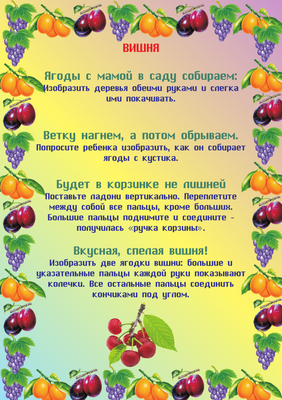 ВИШНЯ
Ягоды с мамой в саду собираем:
Изобразить деревья обеими руками и слегка
ими покачивать.
Ветку нагнем, а потом обрываем.
Попросите ребенка изобразить, как он собирает
ягоды с кустика.
Будет в корзинке не лишней
Поставьте ладони вертикально. Переплетите
между собой все пальцы, кроме больших.
Большие пальцы поднимите и соедините -
получилась «ручка корзины».
Вкусная, спелая вишня!
Изобразить две ягодки вишни: большие и
указательные пальцы каждой руки показывают
колечки. Все остальные пальцы соединить
кончиками под углом.